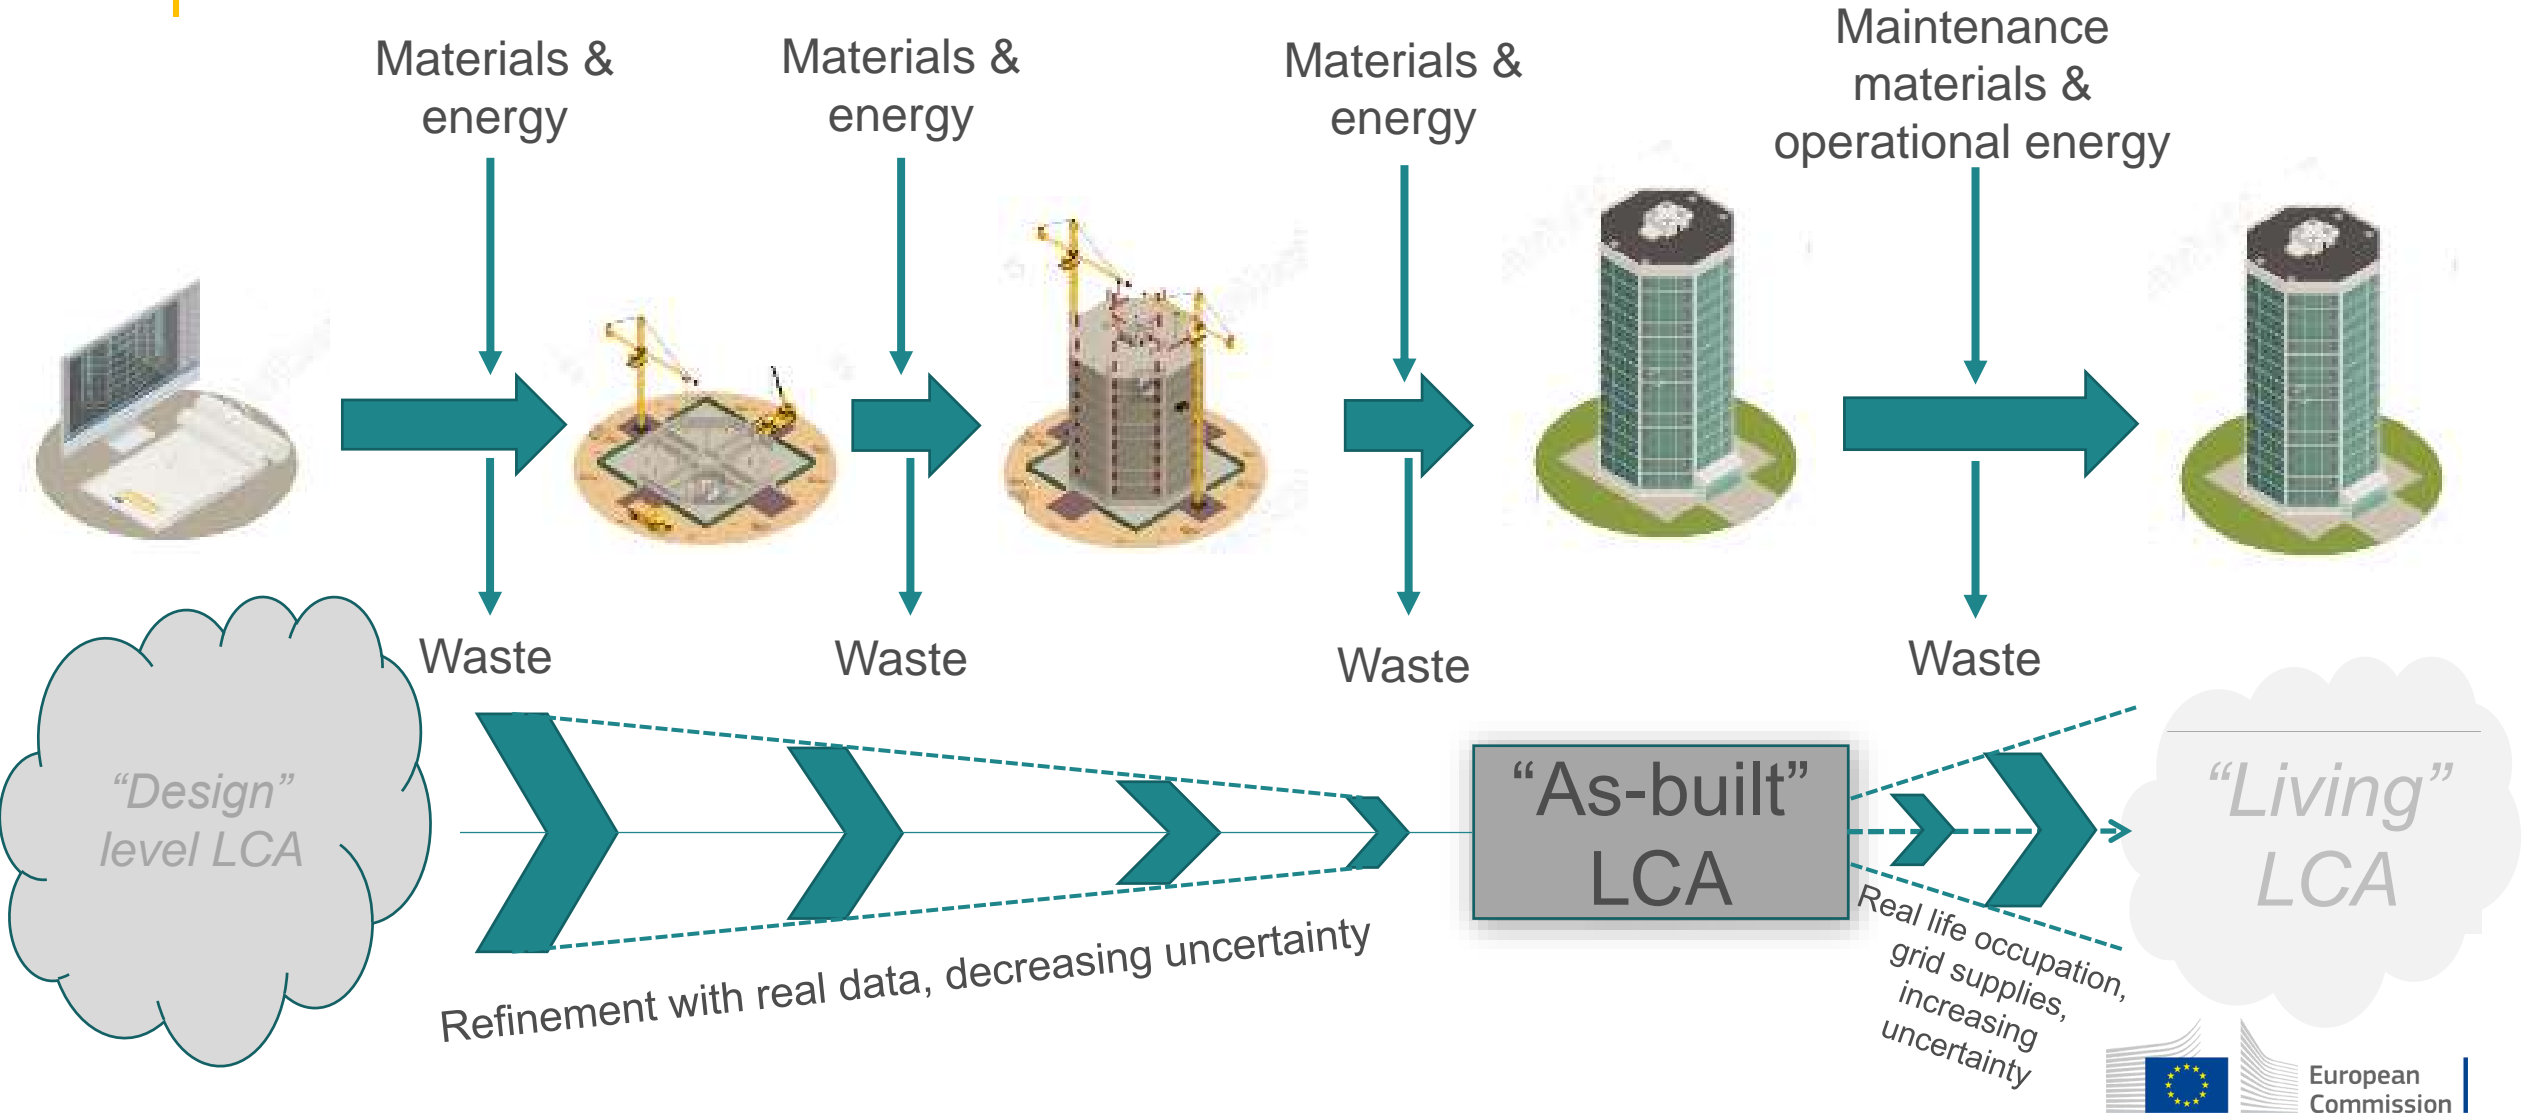 Materials &
energy
Materials &
energy
Materials &
energy
Maintenance
materials &
operational energy
Waste
Waste
Waste
Waste
“Design”
level LCA
“As-built”
LCA
“Living”
LCA
Refinement with real data, decreasing uncertainty
Real life occupation,
grid supplies,
increasing
uncertainty
European
Commission